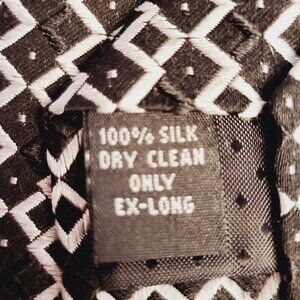 100% SILK
DRY CLEAN
ONLY
EX-LONG